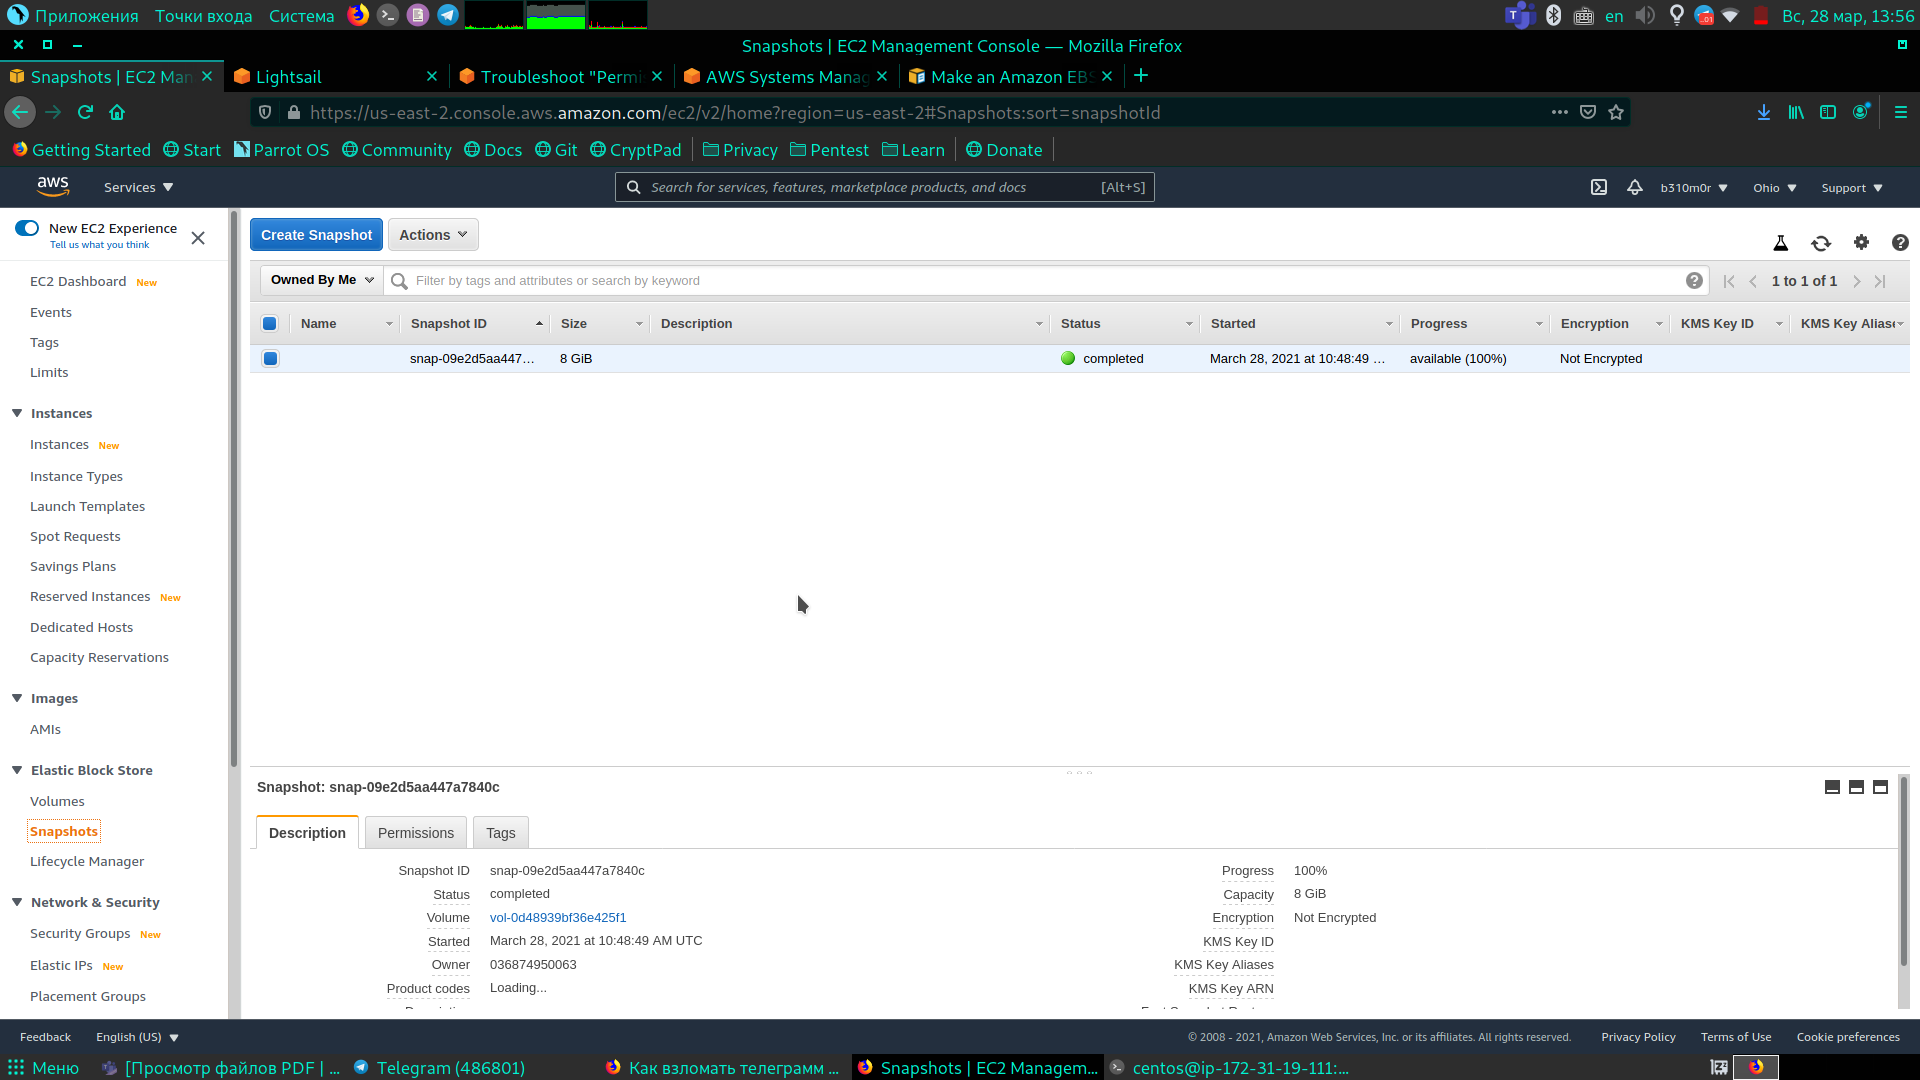 Приложения Точки входа Система en Вс, 28 мар, 13:56
Snapshots | EC2 Management Console — Mozilla Firefox
Snapshots | EC2 Man Lightsail Troubleshoot "Permi AWS Systems Manag Make an Amazon EBS
https://us-east-2.console.aws.amazon.com/ec2/v2/home?region=us-east-2#Snapshots:sort=snapshotId
Getting Started Start Parrot OS Community Docs Git CryptPad Privacy Pentest Learn Donate
aws Services Search for services, features, marketplace products, and docs [Alt+S] b310m0r Ohio Support
New EC2 Experience
Tell us what you think
EC2 Dashboard New
Events
Tags
Limits
Instances
Instances New
Instance Types
Launch Templates
Spot Requests
Savings Plans
Reserved Instances New
Dedicated Hosts
Capacity Reservations
Images
AMIs
Elastic Block Store
Volumes
Snapshots
Lifecycle Manager
Network & Security
Security Groups New
Elastic IPs New
Placement Groups
Create Snapshot Actions
Owned By Me Filter by tags and attributes or search by keyword 1 to 1 of 1
Name Snapshot ID Size Description Status Started Progress Encryption KMS Key ID KMS Key Alias
snap-09e2d5aa447... 8 GiB completed March 28, 2021 at 10:48:49 ... available (100%) Not Encrypted
Snapshot: snap-09e2d5aa447a7840c
Description Permissions Tags
Snapshot ID snap-09e2d5aa447a7840c Progress 100%
Status completed Capacity 8 GiB
Volume vol-0d48939bf36e425f1 Encryption Not Encrypted
Started March 28, 2021 at 10:48:49 AM UTC KMS Key ID
Owner 036874950063 KMS Key Aliases
Product codes Loading... KMS Key ARN
Feedback English (US) © 2008 - 2021, Amazon Web Services, Inc. or its affiliates. All rights reserved. Privacy Policy Terms of Use Cookie preferences
Меню [Просмотр файлов PDF | ... Telegram (486801) Как взломать телеграмм ... Snapshots | EC2 Managem... centos@ip-172-31-19-111:...